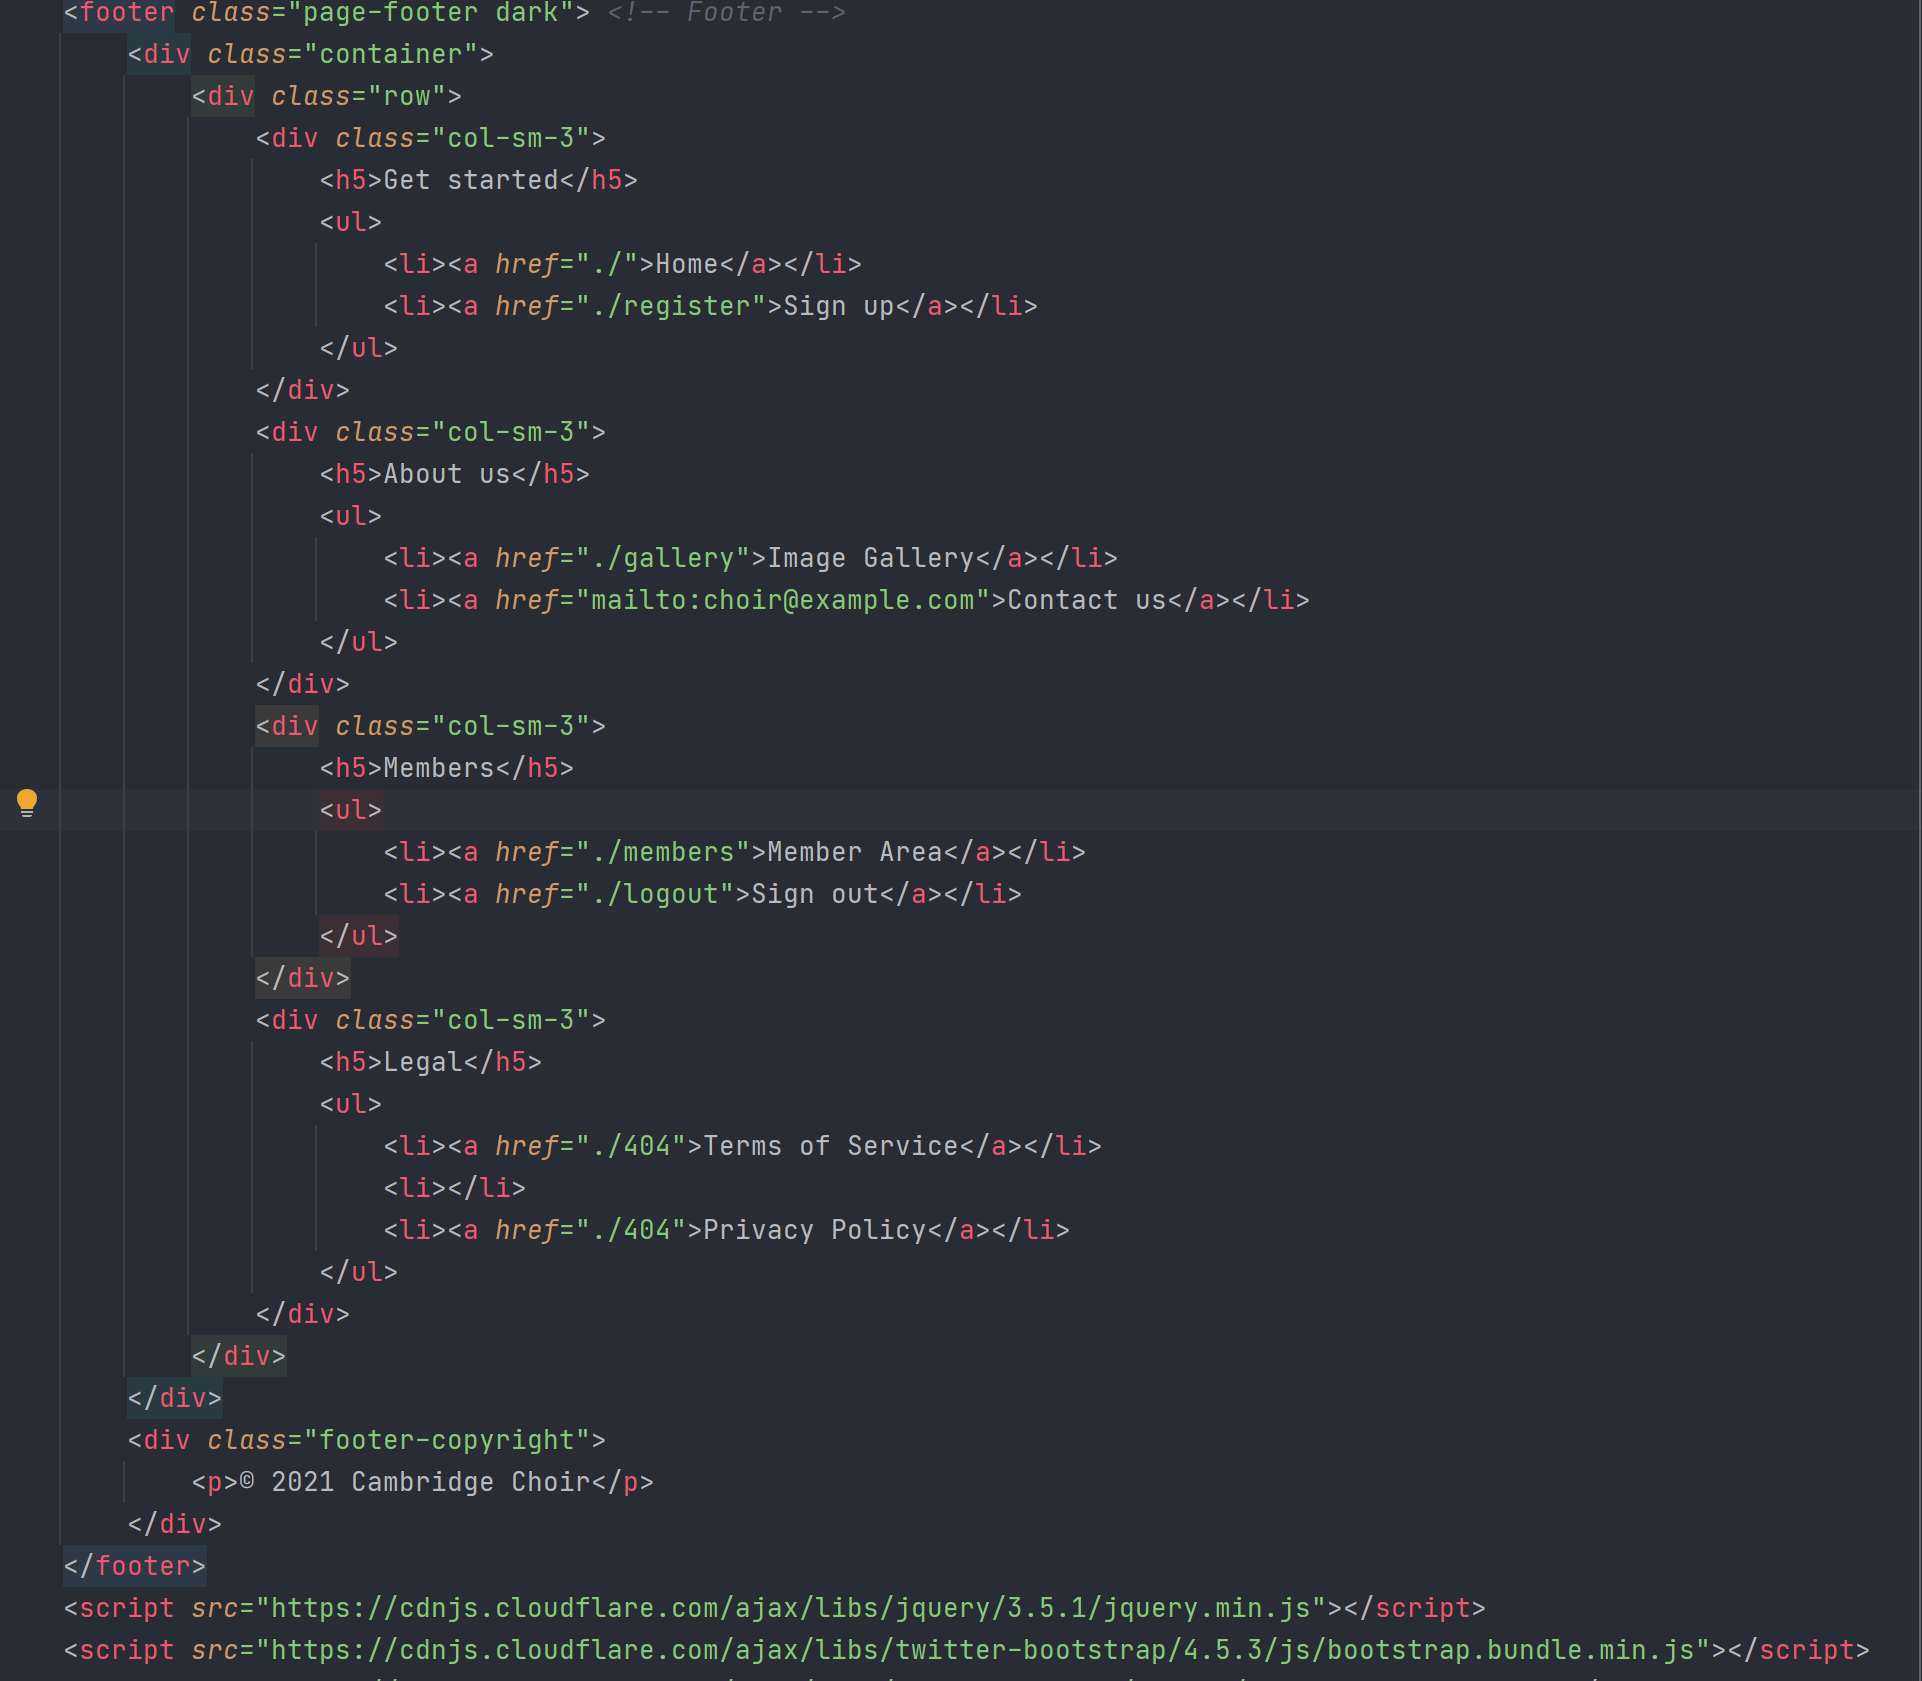 <footer class="page-footer dark"> <!-- Footer -->
<div class="container">
<div class="row">
<div class="col-sm-3">
<h5>Get started</h5>
<ul>
<li><a href="./">Home</a></li>
<li><a href="./register">Sign up</a></li>
</ul>
</div>
<div class="col-sm-3">
<h5>About us</h5>
<ul>
<li><a href="./gallery">Image Gallery</a></li>
<li><a href="mailto:choir@example.com">Contact us</a></li>
</ul>
</div>
<div class="col-sm-3">
<h5>Members</h5>
<ul>
<li><a href="./members">Member Area</a></li>
<li><a href="./logout">Sign out</a></li>
</ul>
</div>
<div class="col-sm-3">
<h5>Legal</h5>
<ul>
<li><a href="./404">Terms of Service</a></li>
<li></li>
<li><a href="./404">Privacy Policy</a></li>
</ul>
</div>
</div>
</div>
<div class="footer-copyright">
<p>© 2021 Cambridge Choir</p>
</div>
</footer>
<script src="https://cdnjs.cloudflare.com/ajax/libs/jquery/3.5.1/jquery.min.js"></script>
<script src="https://cdnjs.cloudflare.com/ajax/libs/twitter-bootstrap/4.5.3/js/bootstrap.bundle.min.js"></script>